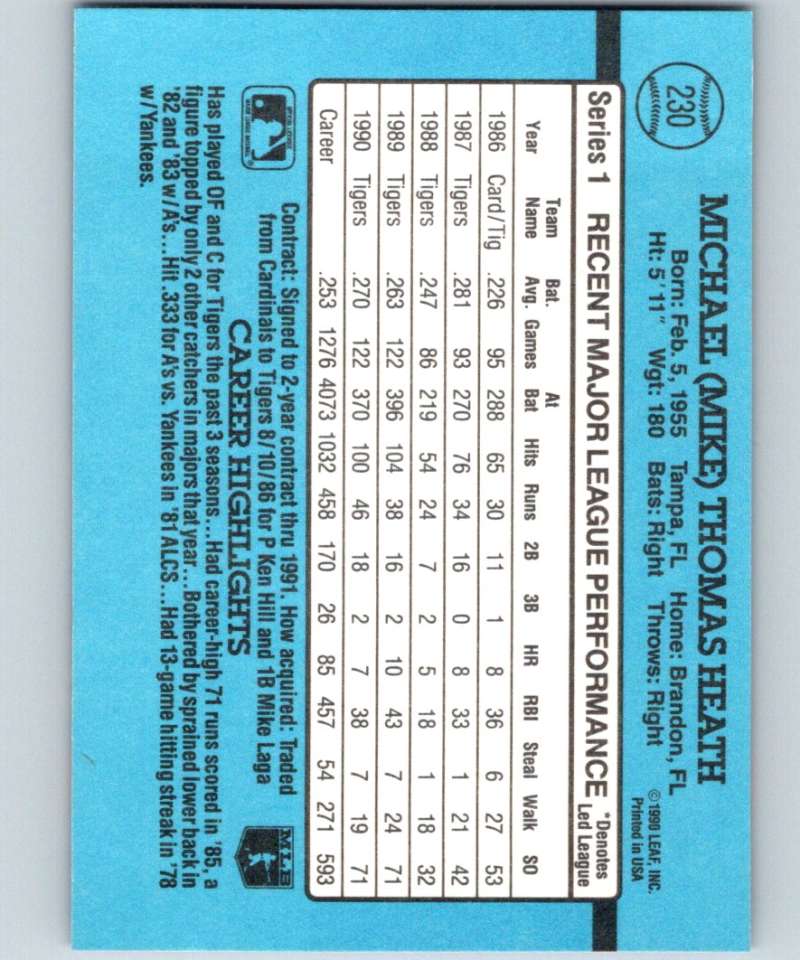 230
MICHAEL (MIKE) THOMAS HEATH
Born: Feb. 5, 1955 Tampa, FL Home: Brandon, FL
Ht: 5'11" Wgt: 180 Bats: Right Throws: Right
©1990 LEAF, INC.
Printed in USA
Series 1 RECENT MAJOR LEAGUE PERFORMANCE *Denotes Led League
Year Team Name Bat. Avg. Games At Bat Hits Runs 2B 3B HR RBI Steal Walk SO
1986 Card/Tig .226 95 288 65 30 11 1 8 36 6 27 53
1987 Tigers .281 93 270 76 34 16 0 8 33 1 21 42
1988 Tigers .247 86 219 54 24 7 2 5 18 1 18 32
1989 Tigers .263 122 396 104 38 16 2 10 43 7 24 71
1990 Tigers .270 122 370 100 46 18 2 7 38 7 19 71
Career .253 1276 4073 1032 458 170 26 85 457 54 271 593
Contract: Signed to 2-year contract thru 1991. How acquired: Traded
from Cardinals to Tigers 8/10/86 for P Ken Hill and 1B Mike Laga
MLB
CAREER HIGHLIGHTS
Has played OF and C for Tigers the past 3 seasons...Had career-high 71 runs scored in '85, a
figure topped by only 2 other catchers in majors that year...Bothered by sprained lower back in
'82 and '83 w/A's...Hit .333 for A's vs. Yankees in '81 ALCS...Had 13-game hitting streak in '78
w/Yankees.